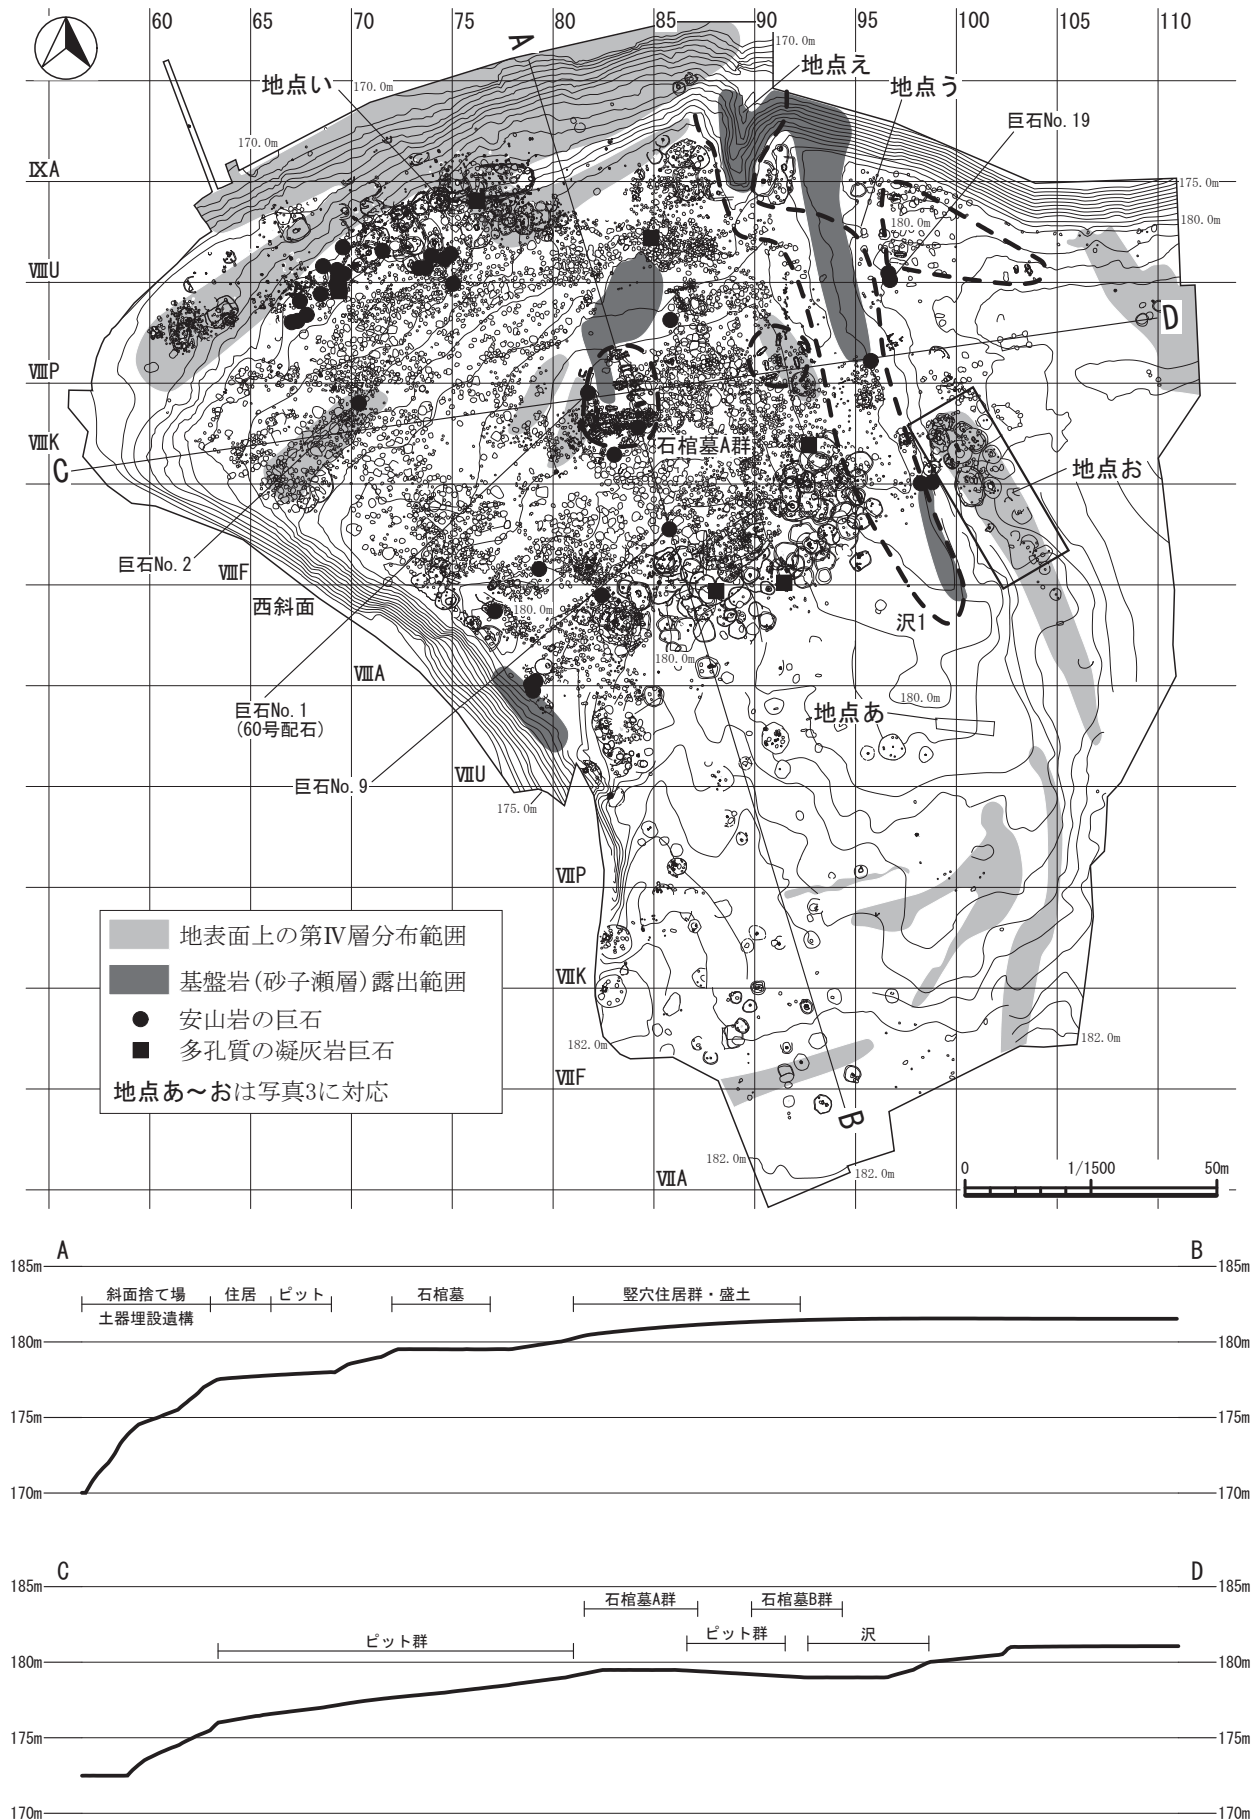 60 65 70 75 80 85 90 95 100 105 110
A
170.0m
地点え
地点い
170.0m
地点う
巨石No.19
170.0m
ⅨA
175.0m
180.0m
180.0m
ⅧU
D
ⅧP
ⅧK
石棺墓A群
C
地点お
巨石No.2
ⅧF
西斜面
180.0m
沢1
180.0m
ⅧA
180.0m
巨石No.1
(60号配石)
地点あ
巨石No.9
ⅦU
175.0m
ⅦP
地表面上の第Ⅳ層分布範囲
基盤岩(砂子瀬層)露出範囲
ⅦK
安山岩の巨石
182.0m
182.0m
多孔質の凝灰岩巨石
ⅦF
地点あ~おは写真3に対応
B
182.0m
182.0m
ⅦA
0 1/1500 50m
A B
185m 185m
斜面捨て場 住居 ピット 石棺墓 竪穴住居群・盛土
土器埋設遺構
180m 180m
175m 175m
170m 170m
C D
185m 185m
石棺墓A群 石棺墓B群
ピット群 ピット群 沢
180m 180m
175m 175m
170m 170m